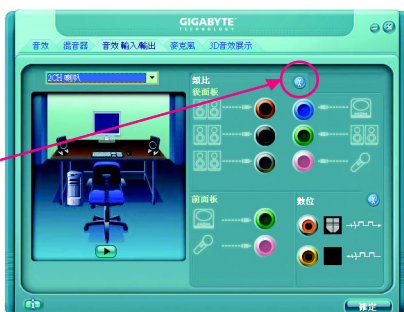 GIGABYTE
TECHNOLOGY
音效 混音器 音效 輸入/輸出 麥克風 3D音效展示
2CH 喇叭
類比
後面板
前面板
數位
確定